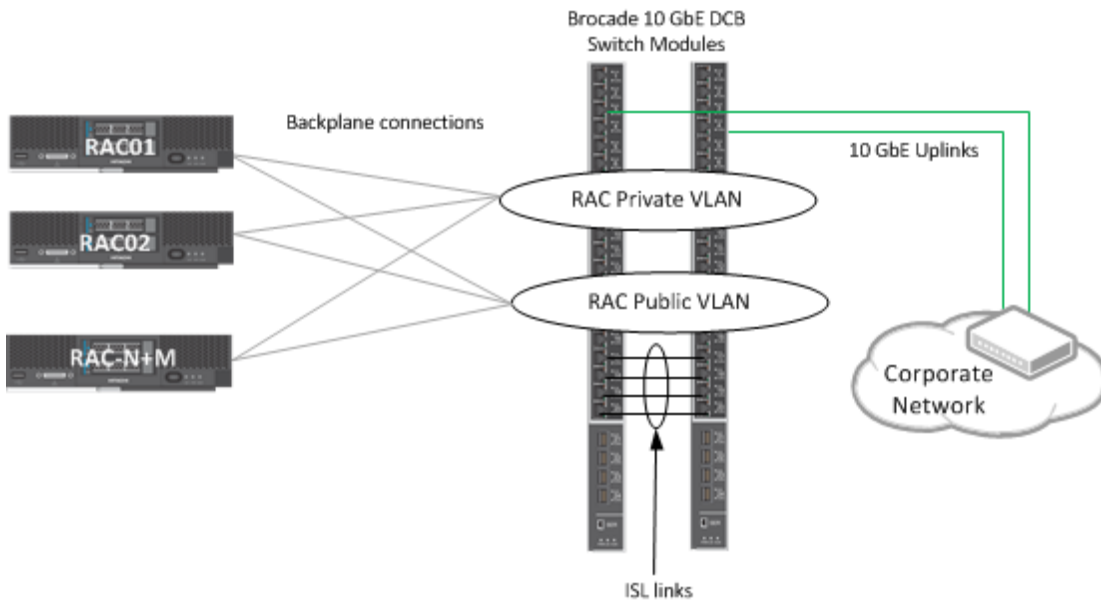 Brocade 10 GbE DCB
Switch Modules
RAC01
Backplane connections
10 GbE Uplinks
RAC Private VLAN
RAC02
RAC Public VLAN
RAC-N+M
Corporate
Network
ISL links